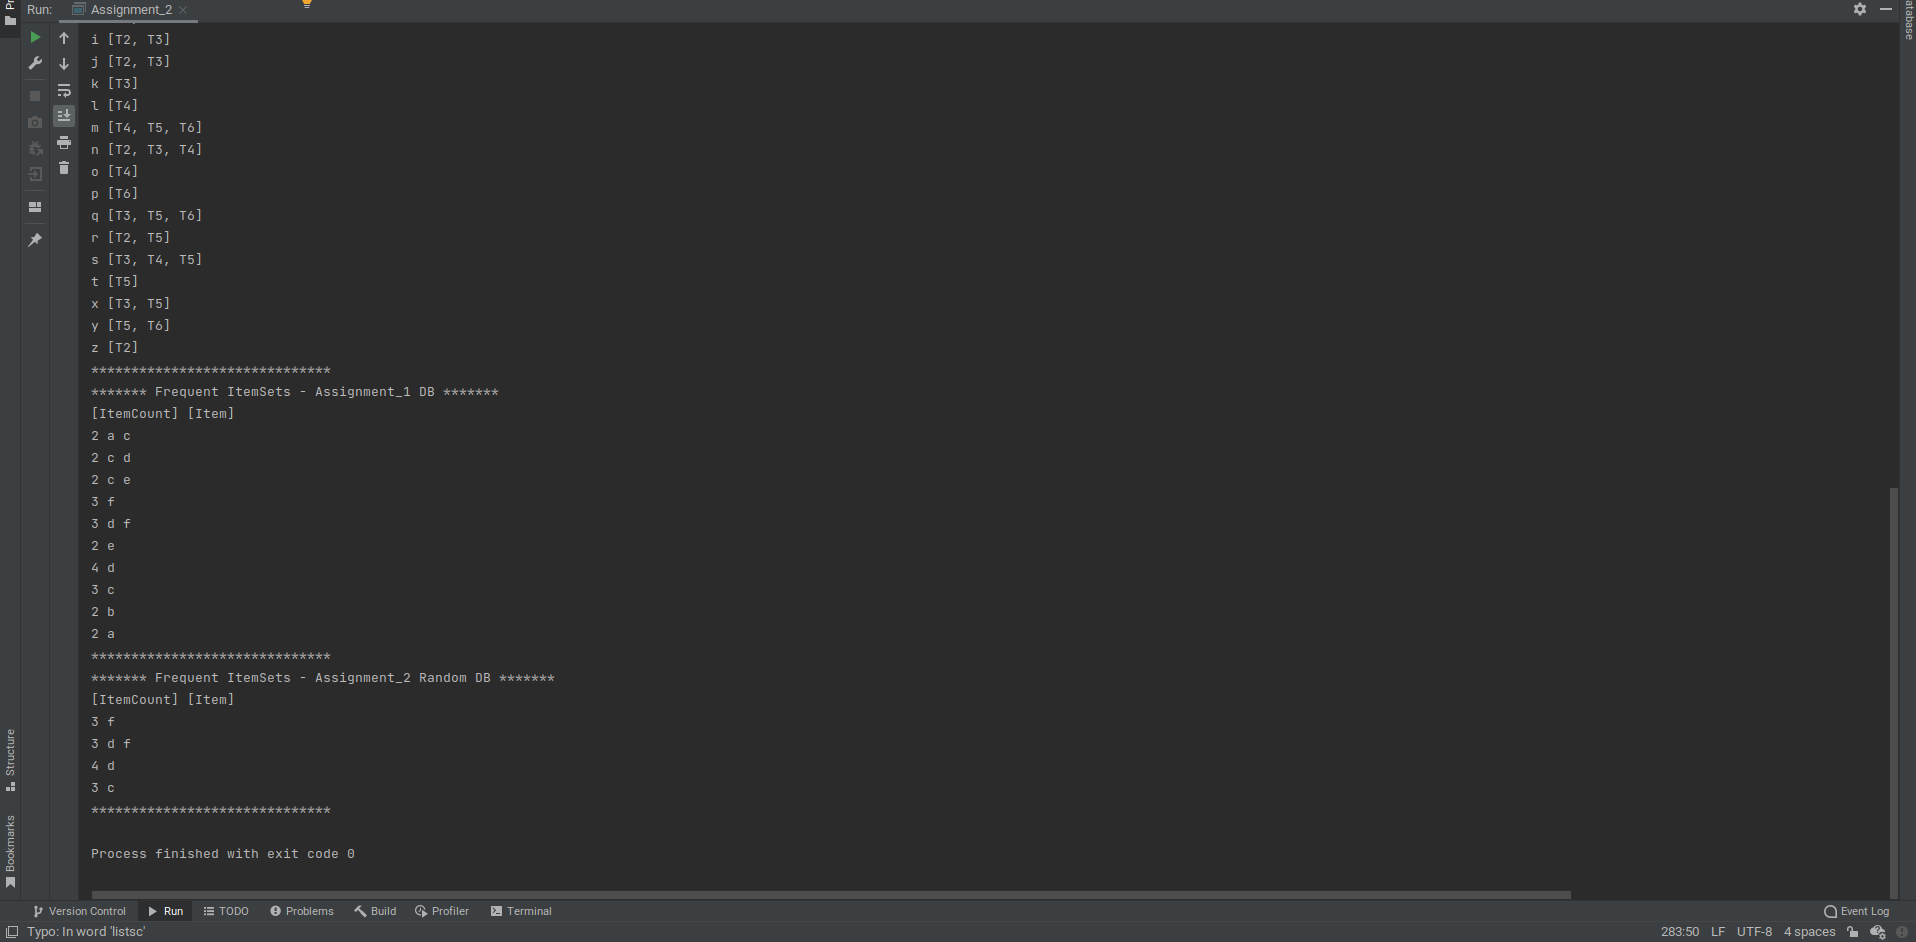 Run: Assignment_2
i [T2, T3]
j [T2, T3]
k [T3]
l [T4]
m [T4, T5, T6]
n [T2, T3, T4]
o [T4]
p [T6]
q [T3, T5, T6]
r [T2, T5]
s [T3, T4, T5]
t [T5]
x [T3, T5]
y [T5, T6]
z [T2]
******************************
******* Frequent ItemSets - Assignment_1 DB *******
[ItemCount] [Item]
2 a c
2 c d
2 c e
3 f
3 d f
2 e
4 d
3 c
2 b
2 a
******************************
******* Frequent ItemSets - Assignment_2 Random DB *******
[ItemCount] [Item]
3 f
3 d f
4 d
3 c
******************************
Process finished with exit code 0
Structure
Bookmarks
Version Control Run TODO Problems Build Profiler Terminal Event Log
Typo: In word 'listsc' 283:50 LF UTF-8 4 spaces